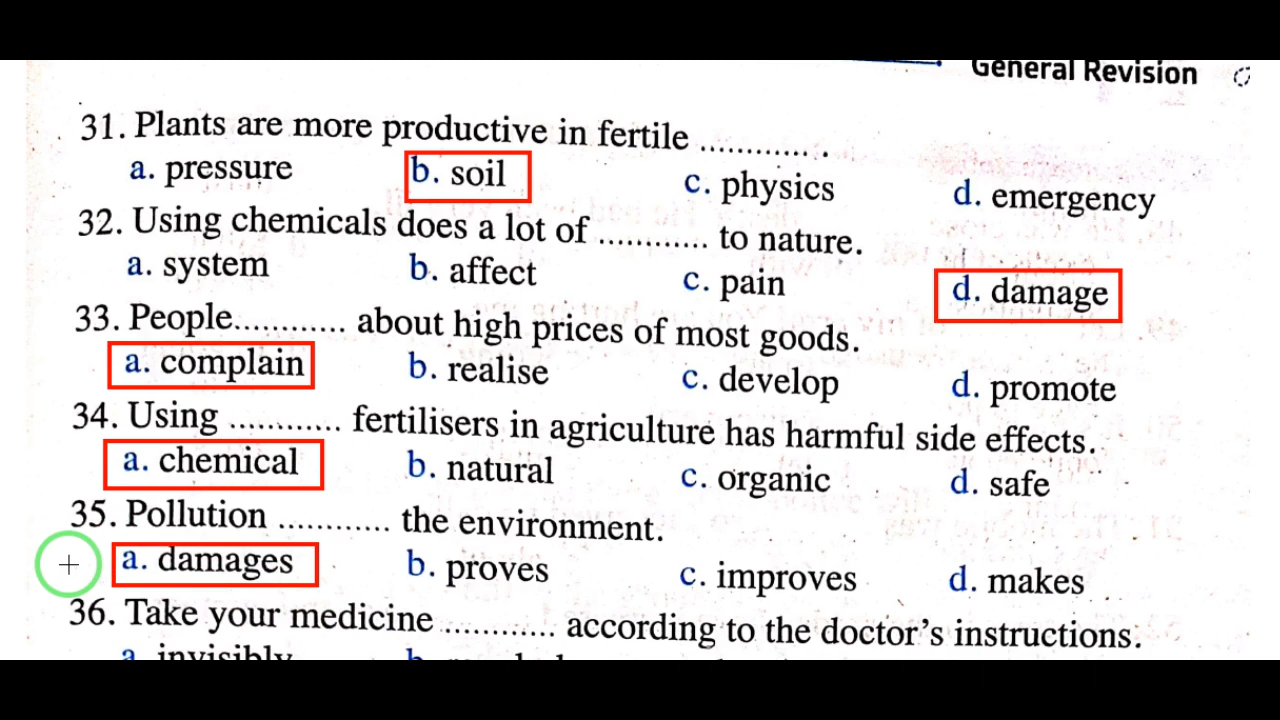 General Revision
31. Plants are more productive in fertile ............. .
a. pressure b. soil c. physics d. emergency
32. Using chemicals does a lot of ............ to nature.
a. system b. affect c. pain d. damage
33. People............ about high prices of most goods.
a. complain b. realise c. develop d. promote
34. Using ............ fertilisers in agriculture has harmful side effects.
a. chemical b. natural c. organic d. safe
35. Pollution ............ the environment.
a. damages b. proves c. improves d. makes
36. Take your medicine ............ according to the doctor's instructions.
a. invisibly b.